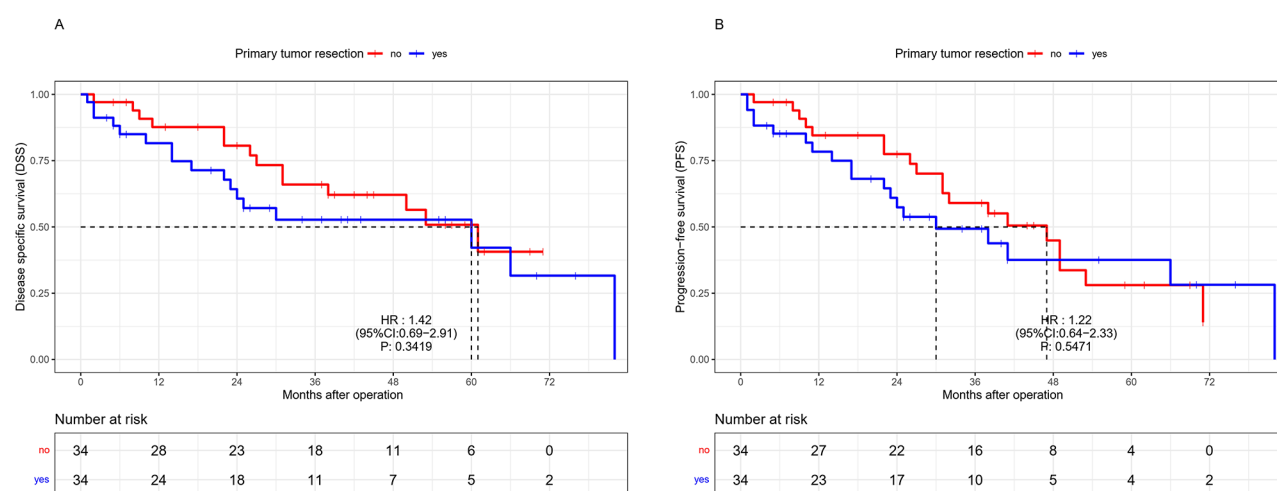 A
Primary tumor resection no yes
1.00
0.75
0.50
0.25
0.00
Disease specific survival (DSS)
HR : 1.42
(95%CI:0.69−2.91)
P: 0.3419
0 12 24 36 48 60 72
Months after operation
Number at risk
no 34 28 23 18 11 6 0
yes 34 24 18 11 7 5 2
B
Primary tumor resection no yes
1.00
0.75
0.50
0.25
0.00
Progression−free survival (PFS)
HR : 1.22
(95%CI:0.64−2.33)
P: 0.5471
0 12 24 36 48 60 72
Months after operation
Number at risk
no 34 27 22 16 8 4 0
yes 34 23 17 10 5 4 2